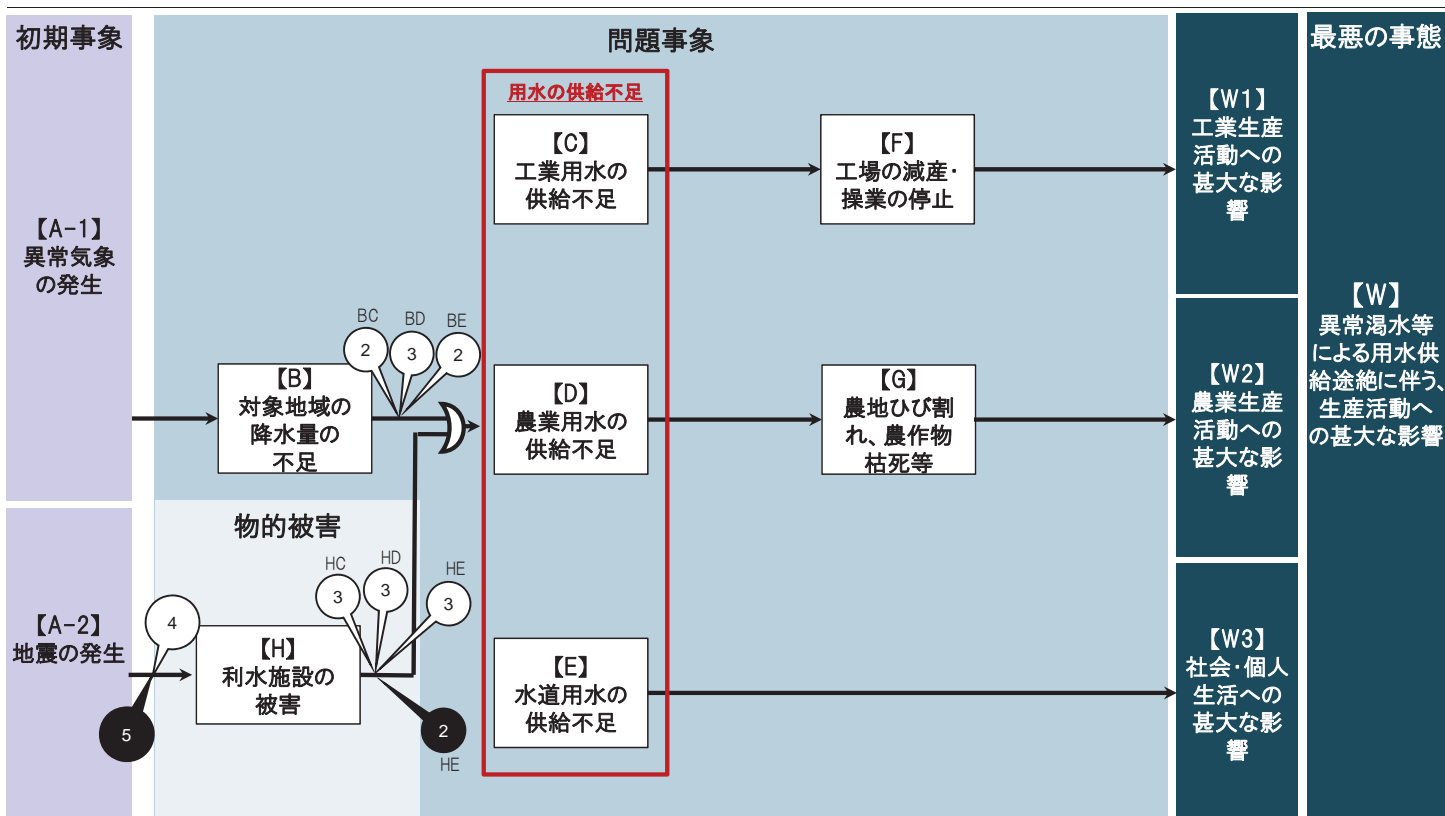 初期事象
問題事象
最悪の事態
用水の供給不足
【C】
工業用水の
供給不足
【F】
工場の減産・
操業の停止
【W1】
工業生産
活動への
甚大な影
響
【A-1】
異常気象
の発生
BC
BD
BE
2
3
2
【B】
対象地域の
降水量の
不足
【D】
農業用水の
供給不足
【G】
農地ひび割
れ、農作物
枯死等
【W2】
農業生産
活動への
甚大な影
響
【W】
異常渇水等
による用水供
給途絶に伴う、
生産活動へ
の甚大な影響
物的被害
HC
HD
HE
3
3
3
4
【A-2】
地震の発生
【H】
利水施設の
被害
5
2
HE
【E】
水道用水の
供給不足
【W3】
社会・個人
生活への
甚大な影
響